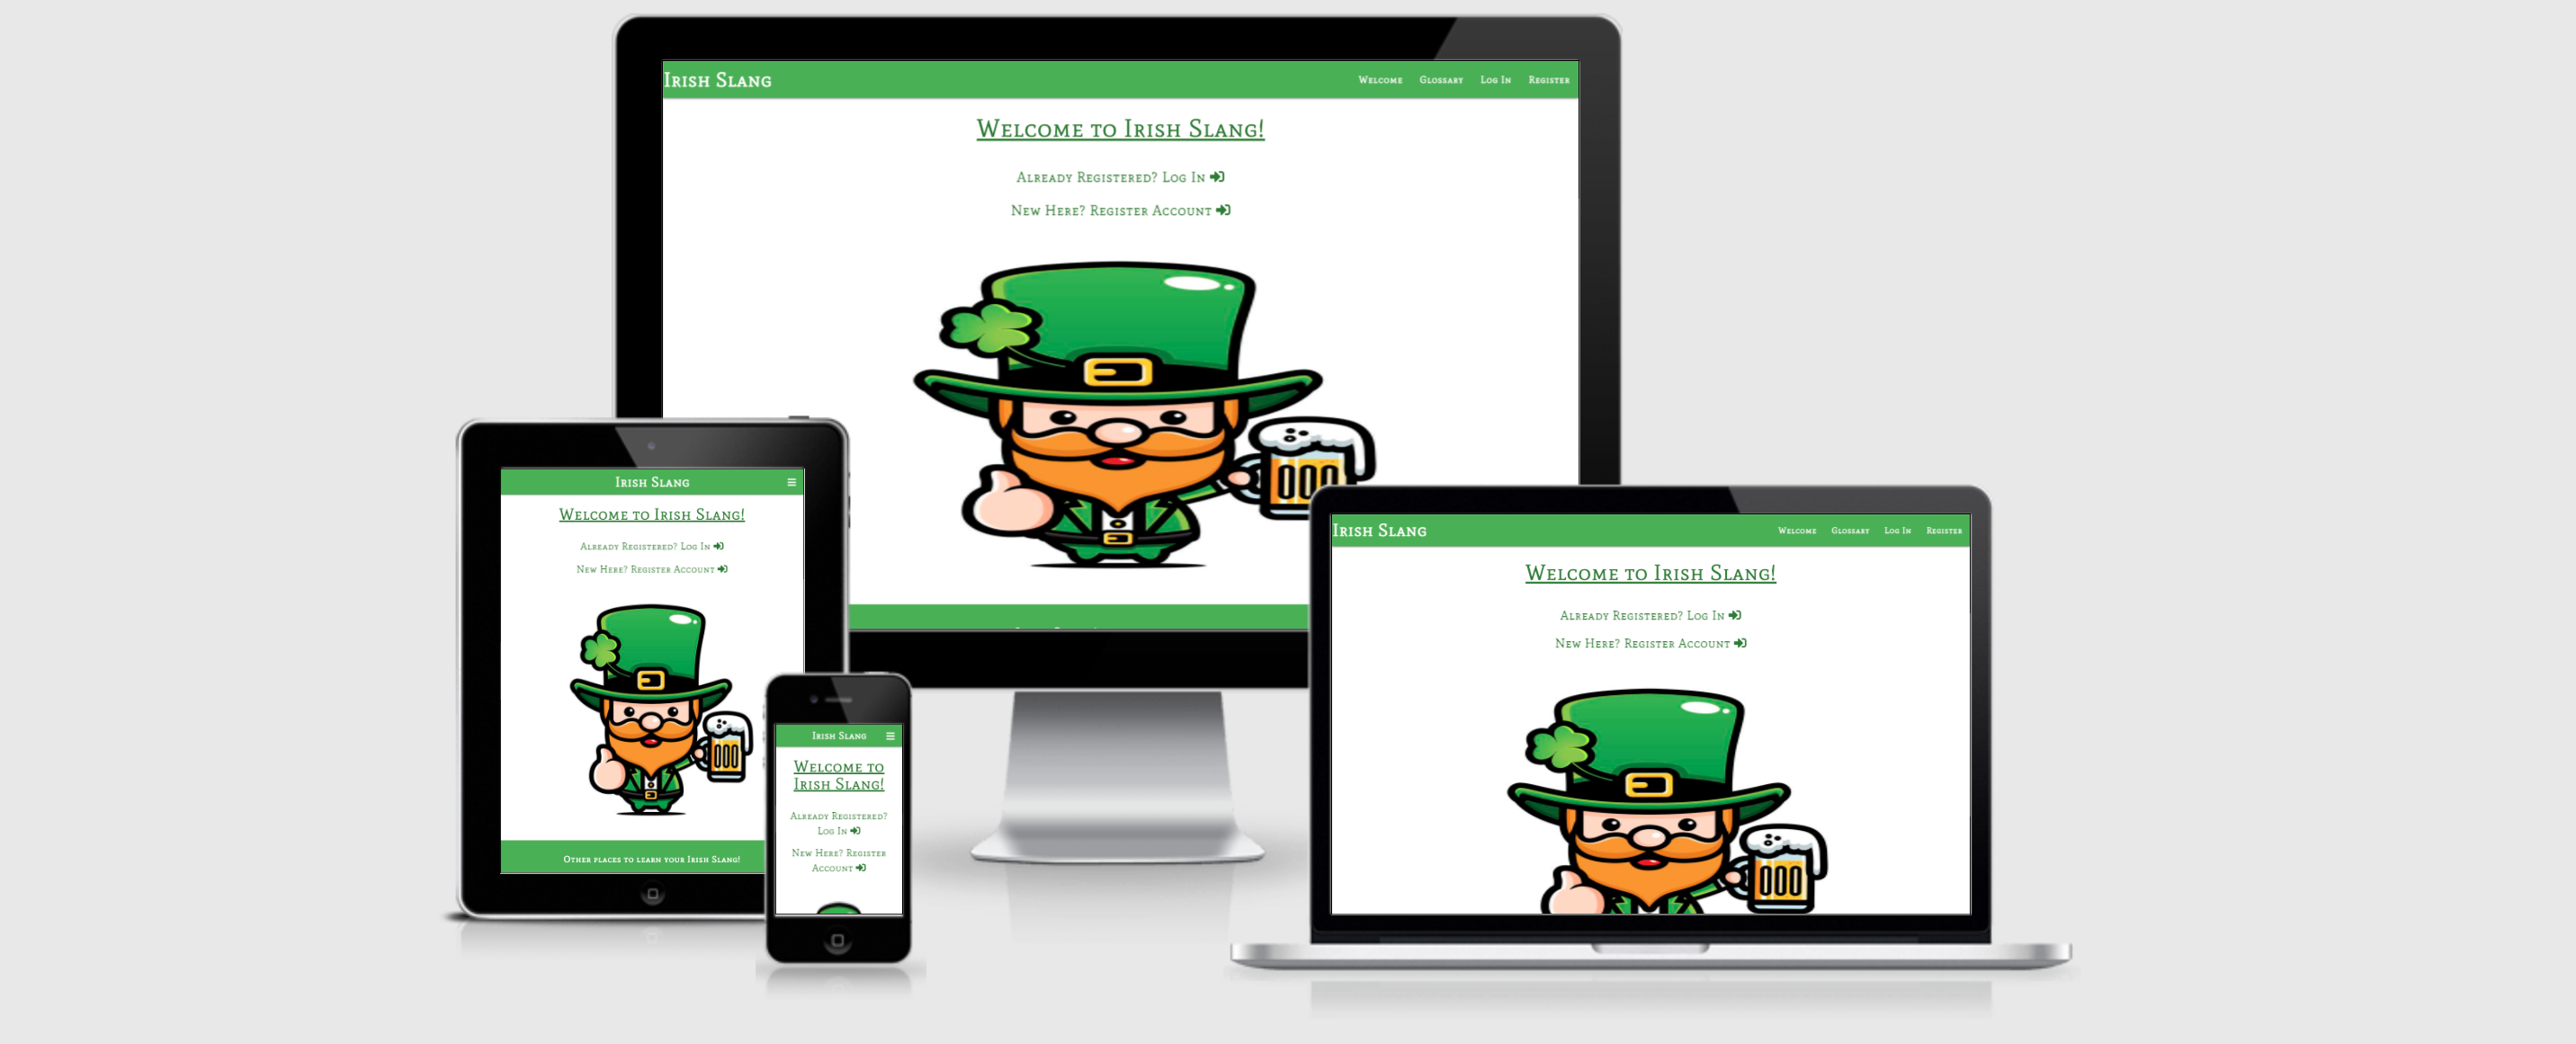 Irish Slang
Welcome Glossary Log In Register
Welcome to Irish Slang!
Already Registered? Log In
New Here? Register Account
Irish Slang
Welcome to Irish Slang!
Already Registered? Log In
New Here? Register Account
Other places to learn your Irish Slang!
Irish Slang
Welcome to
Irish Slang!
Already Registered?
Log In
New Here? Register
Account
Irish Slang
Welcome Glossary Log In Register
Welcome to Irish Slang!
Already Registered? Log In
New Here? Register Account